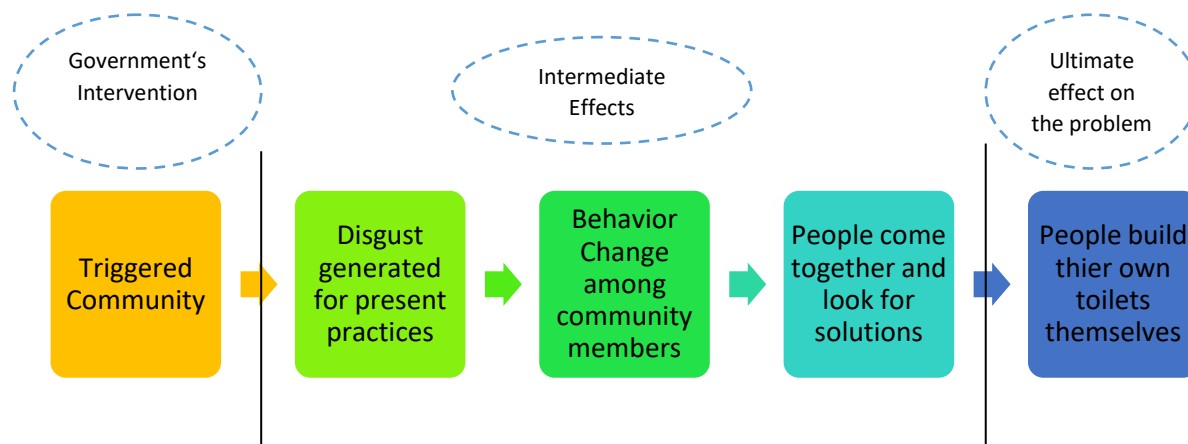 Government‘s
Intervention
Intermediate
Effects
Ultimate
effect on
the problem
Triggered
Community
Disgust
generated
for present
practices
Behavior
Change
among
community
members
People come
together and
look for
solutions
People build
thier own
toilets
themselves